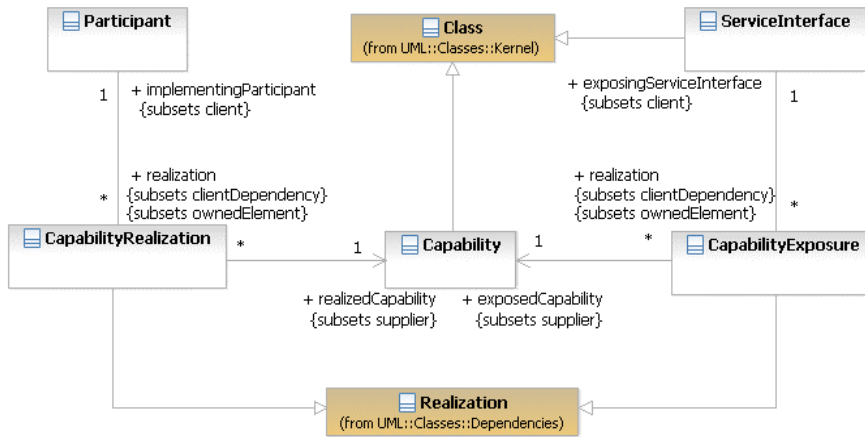 Participant
Class
(from UML::Classes::Kernel)
ServiceInterface
1
+ implementingParticipant
{subsets client}
+ exposingServiceInterface
{subsets client}
1
+ realization
{subsets clientDependency}
{subsets ownedElement}
*
+ realization
{subsets clientDependency}
{subsets ownedElement}
*
CapabilityRealization
*
1
Capability
1
*
CapabilityExposure
+ realizedCapability
{subsets supplier}
+ exposedCapability
{subsets supplier}
Realization
(from UML::Classes::Dependencies)